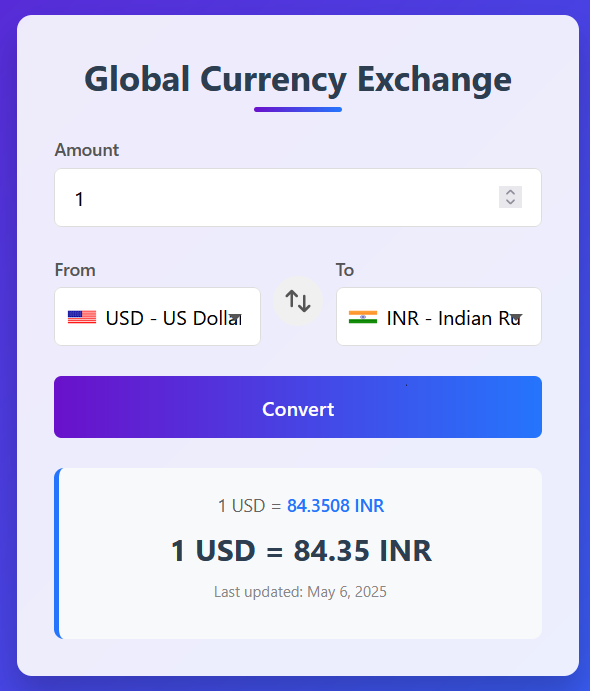 Global Currency Exchange
Amount
1
From
To
USD - US Dollar
INR - Indian Ru
Convert
1 USD = 84.3508 INR
1 USD = 84.35 INR
Last updated: May 6, 2025